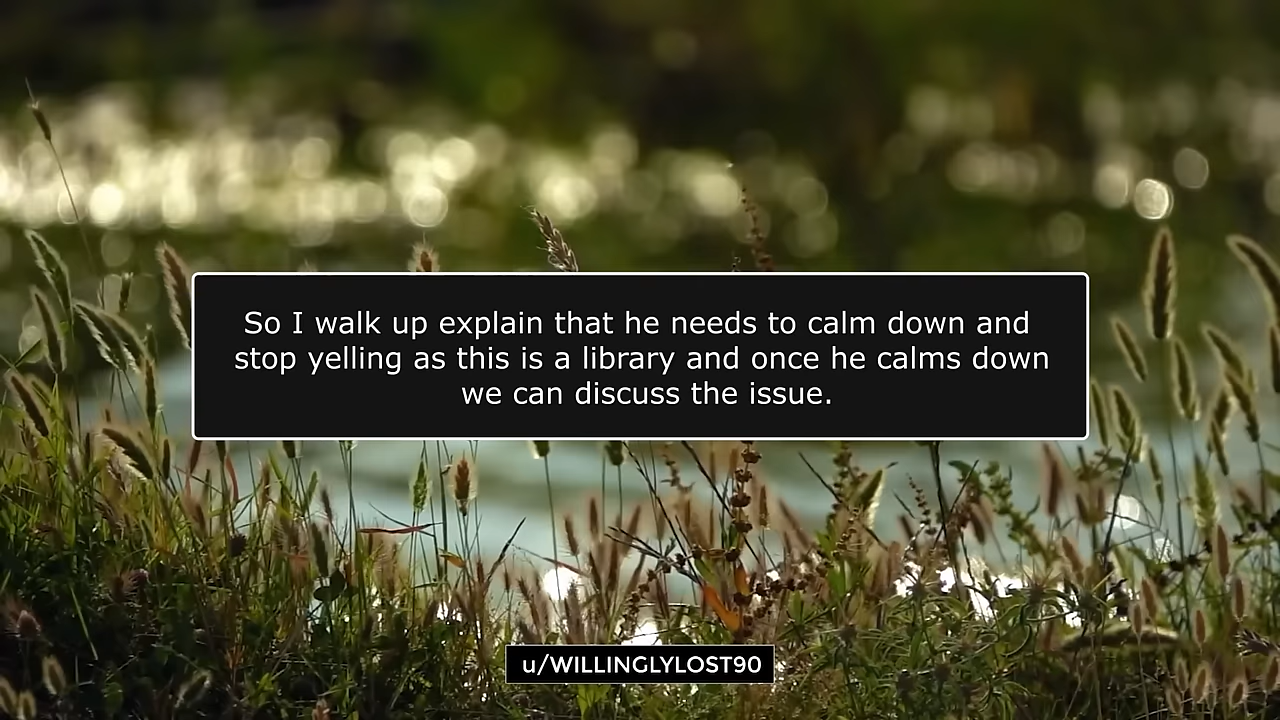 So I walk up explain that he needs to calm down and
stop yelling as this is a library and once he calms down
we can discuss the issue.
u/WILLINGLYLOST90